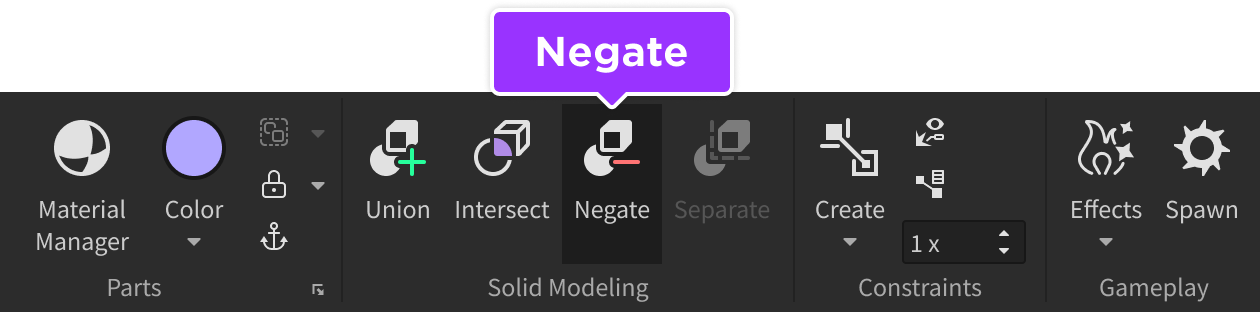 Negate
Material
Manager
Color
Parts
Union
Intersect
Negate
Separate
Solid Modeling
Create
1 x
Constraints
Effects
Spawn
Gameplay